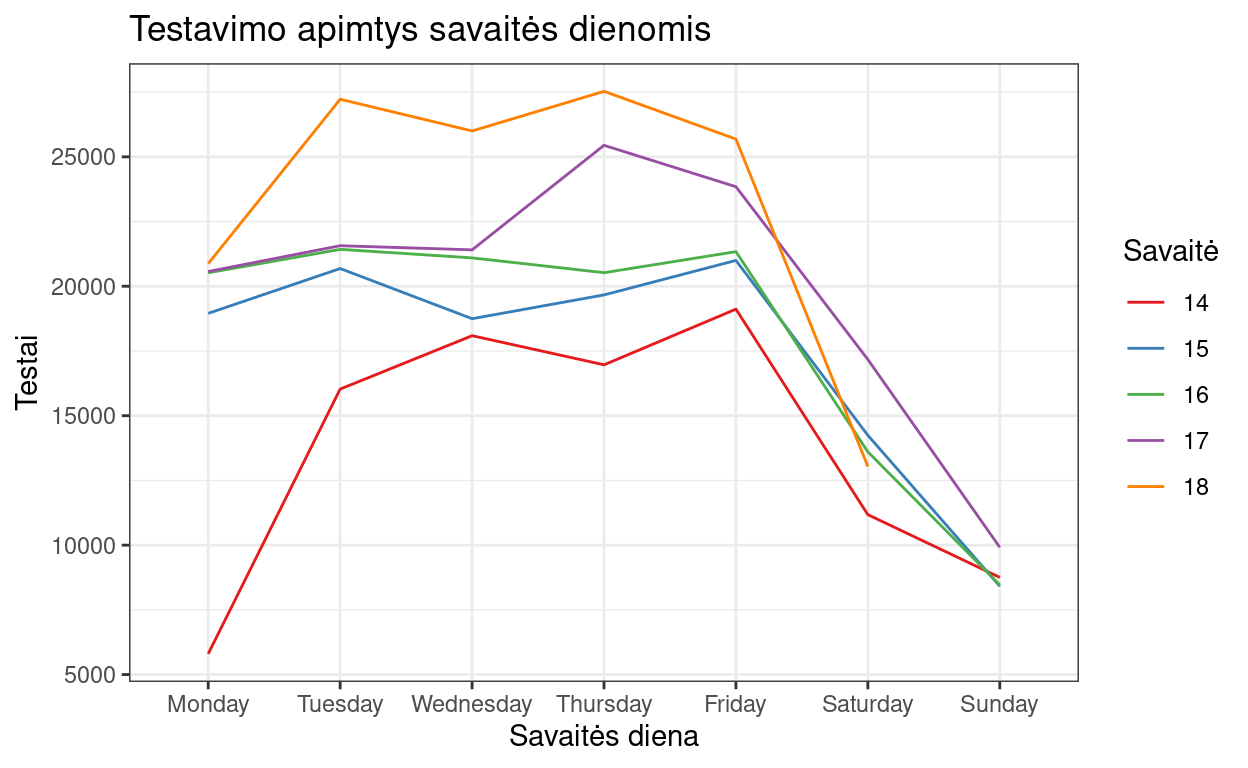 Testavimo apimtys savaitės dienomis
Testai
25000
20000
15000
10000
5000
Monday Tuesday Wednesday Thursday Friday Saturday Sunday
Savaitės diena
Savaitė
14
15
16
17
18